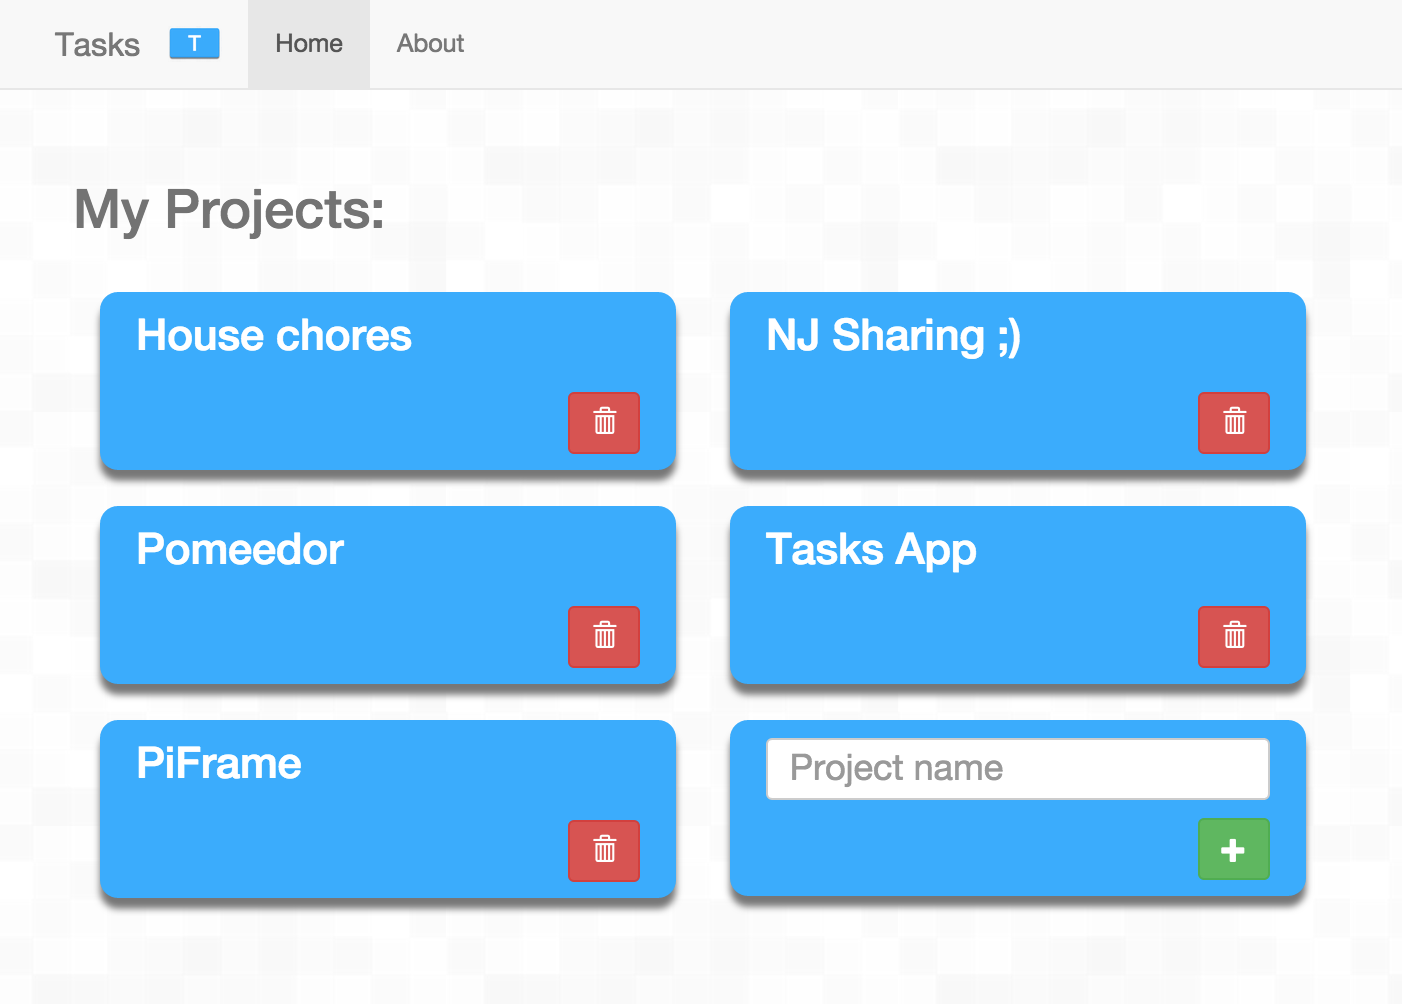 Tasks T Home About
My Projects:
House chores
NJ Sharing ;)
Pomeedor
Tasks App
PiFrame
Project name